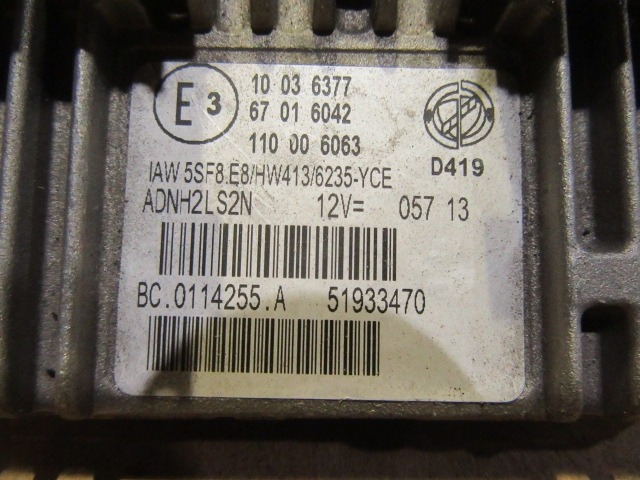 E 3
10 03 6377
67 01 6042
110 00 6063
D419
IAW 5SF8.E8/HW413/6235-YCE
ADNH2LS2N 12V= 057 13
BC.0114255.A 51933470